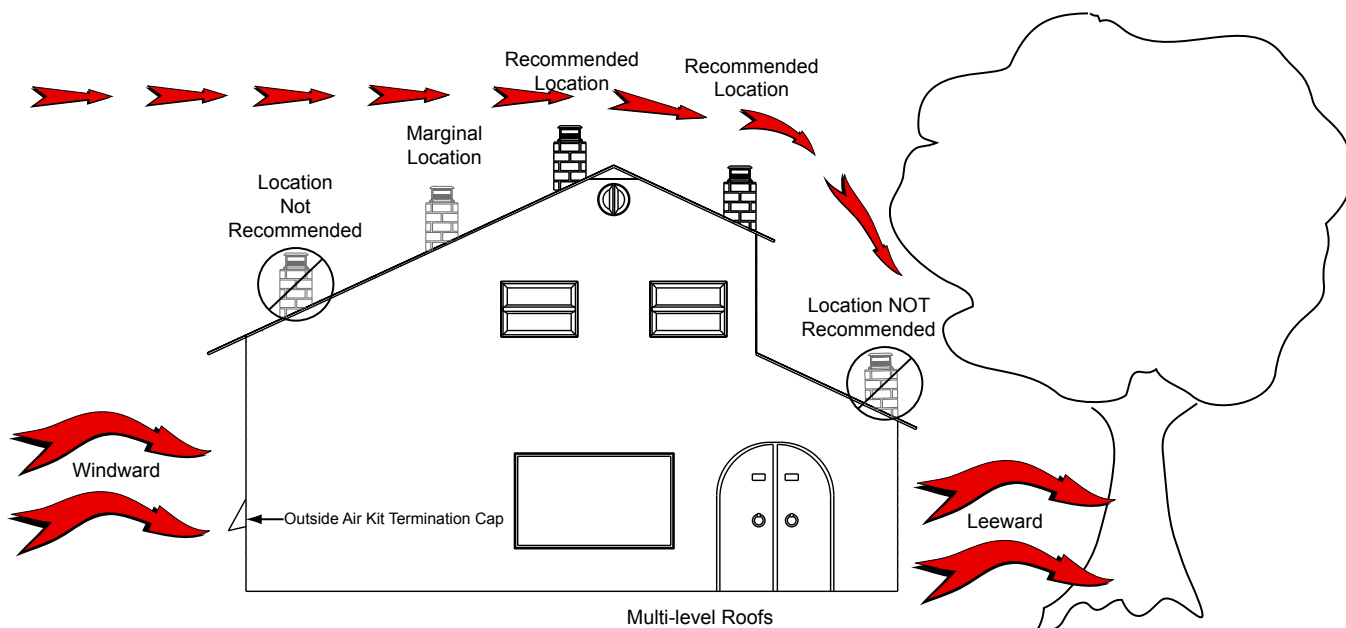 Recommended
Location
Recommended
Location
Marginal
Location
Location
Not
Recommended
Location NOT
Recommended
Windward
Outside Air Kit Termination Cap
Leeward
Multi-level Roofs